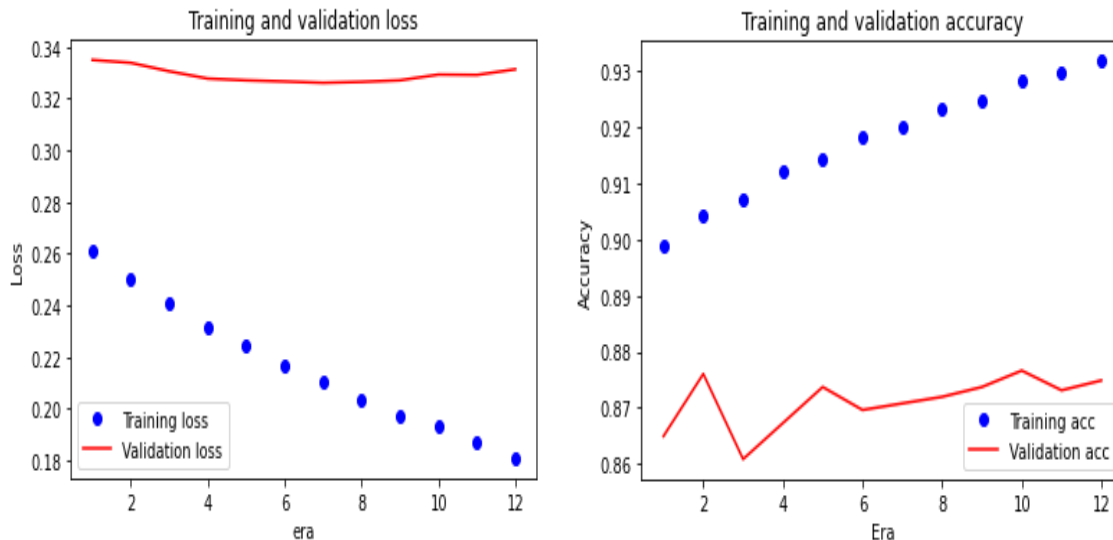 Training and validation loss
0.34
0.32
0.30
0.28
0.26
0.24
0.22
0.20
0.18
Loss
Training loss
Validation loss
2 4 6 8 10 12
era
Training and validation accuracy
0.93
0.92
0.91
0.90
0.89
0.88
0.87
0.86
Accuracy
Training acc
Validation acc
2 4 6 8 10 12
Era